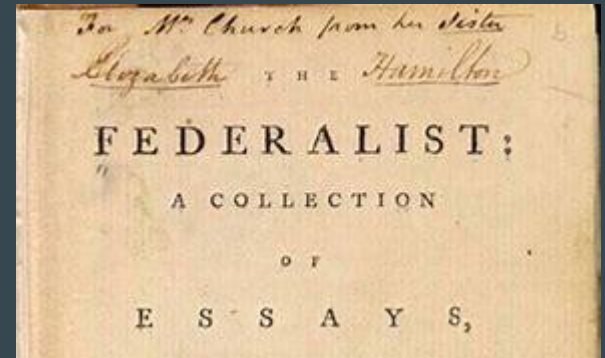 For Mrs Church from her Sister
Elizabeth Hamilton
THE
FEDERALIST:
A COLLECTION
OF
ESSAYS,